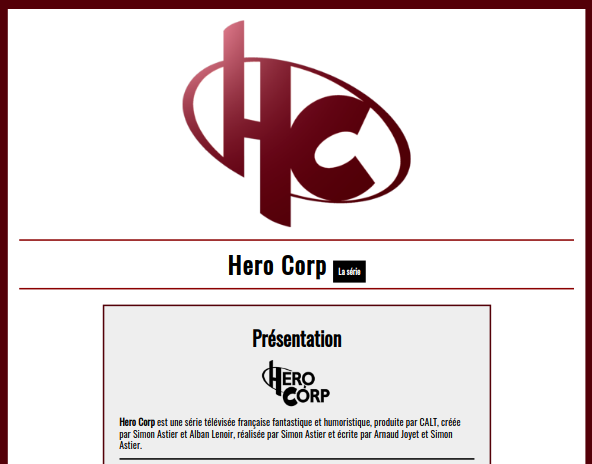 HC
Hero Corp La série
Présentation
HERO
CORP
Hero Corp est une série télévisée française fantastique et humoristique, produite par CALT, créée
par Simon Astier et Alban Lenoir, réalisée par Simon Astier et écrite par Arnaud Joyet et Simon
Astier.